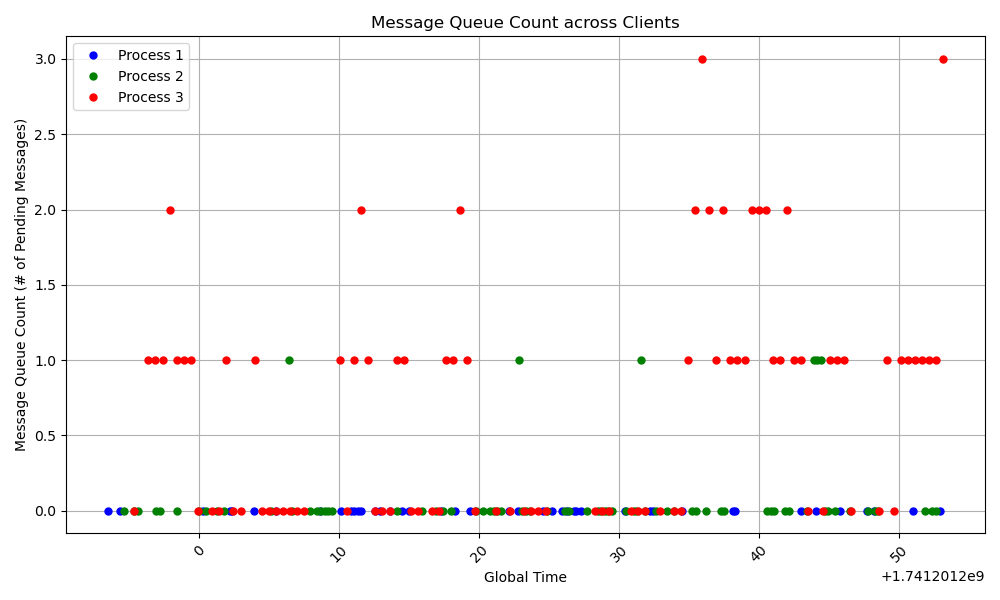 Message Queue Count across Clients
Process 1
Process 2
Process 3
Message Queue Count (# of Pending Messages)
3.0
2.5
2.0
1.5
1.0
0.5
0.0
0
10
20
30
40
50
Global Time
+1.7412012e9